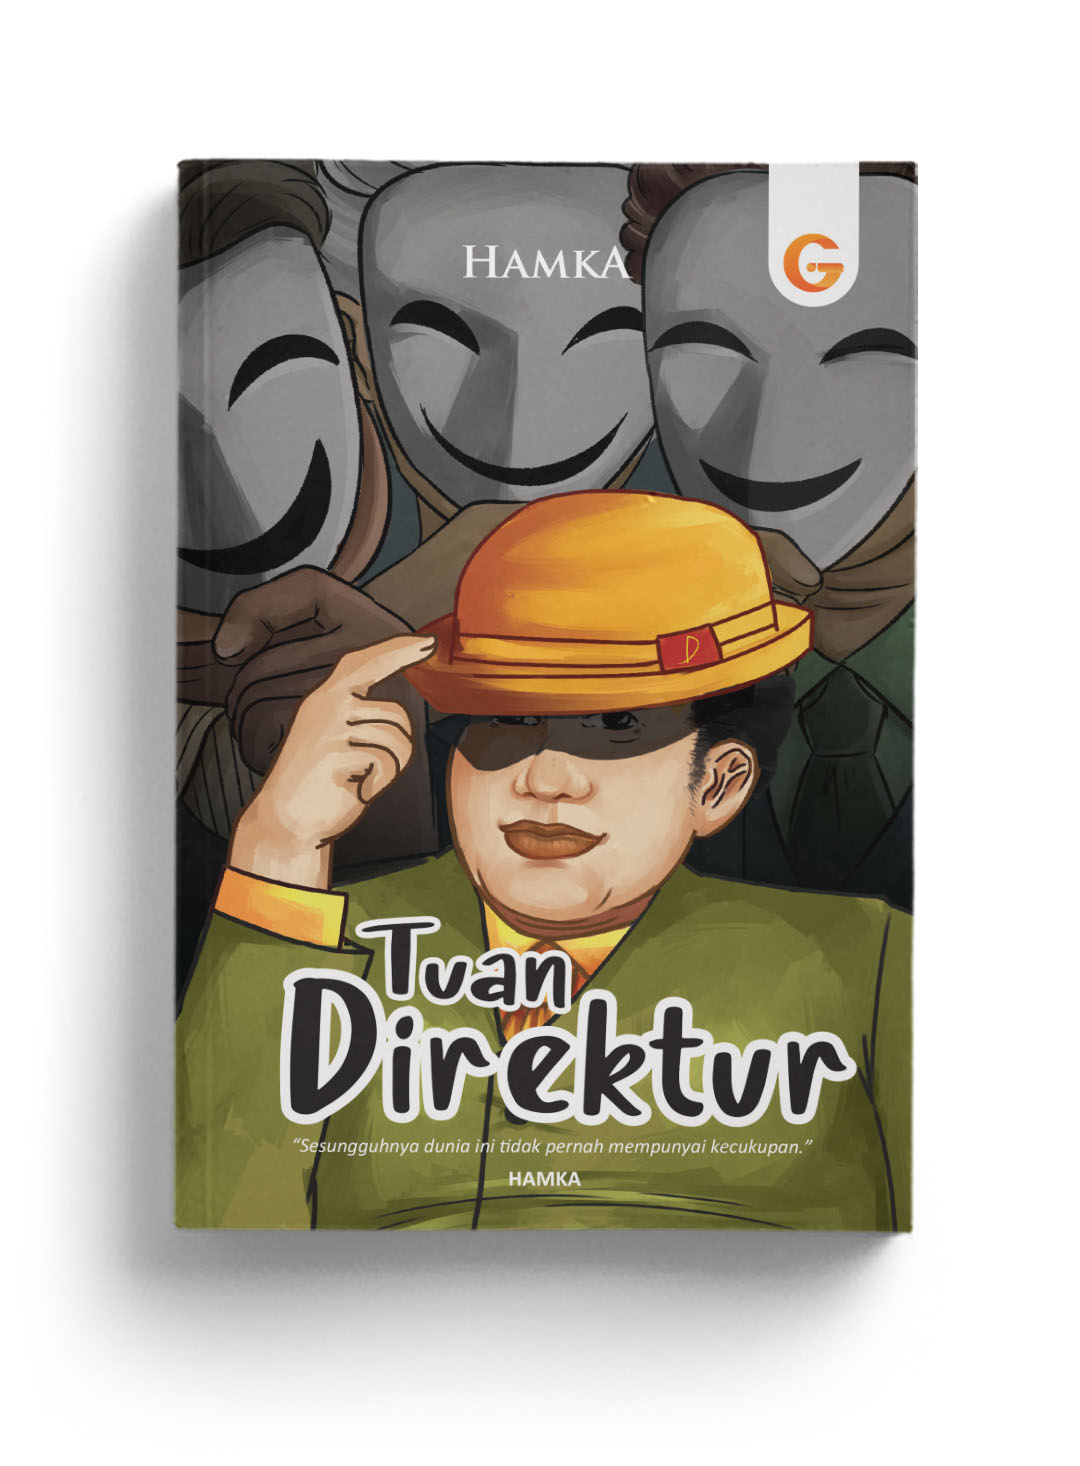 HAMKA
G
D
Tuan
Direktur
“Sesungguhnya dunia ini tidak pernah mempunyai kecukupan.”
HAMKA